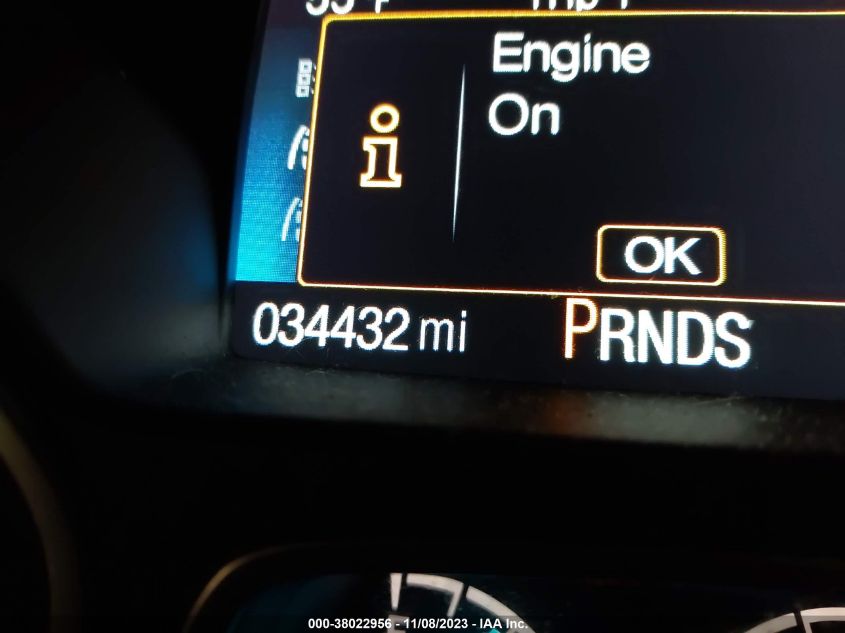 Engine
On
i
OK
034432 mi
PRNDS
000-38022956 - 11/08/2023 - IAA Inc.